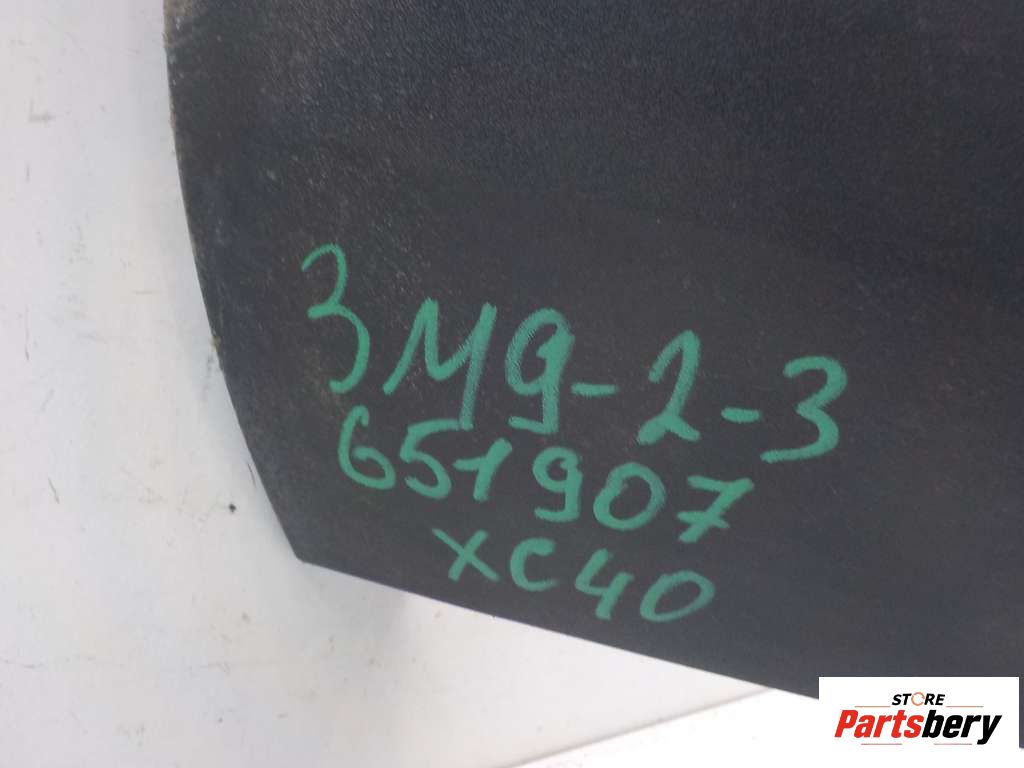 3M9-2-3
651907
XC40
STORE
Partsbery